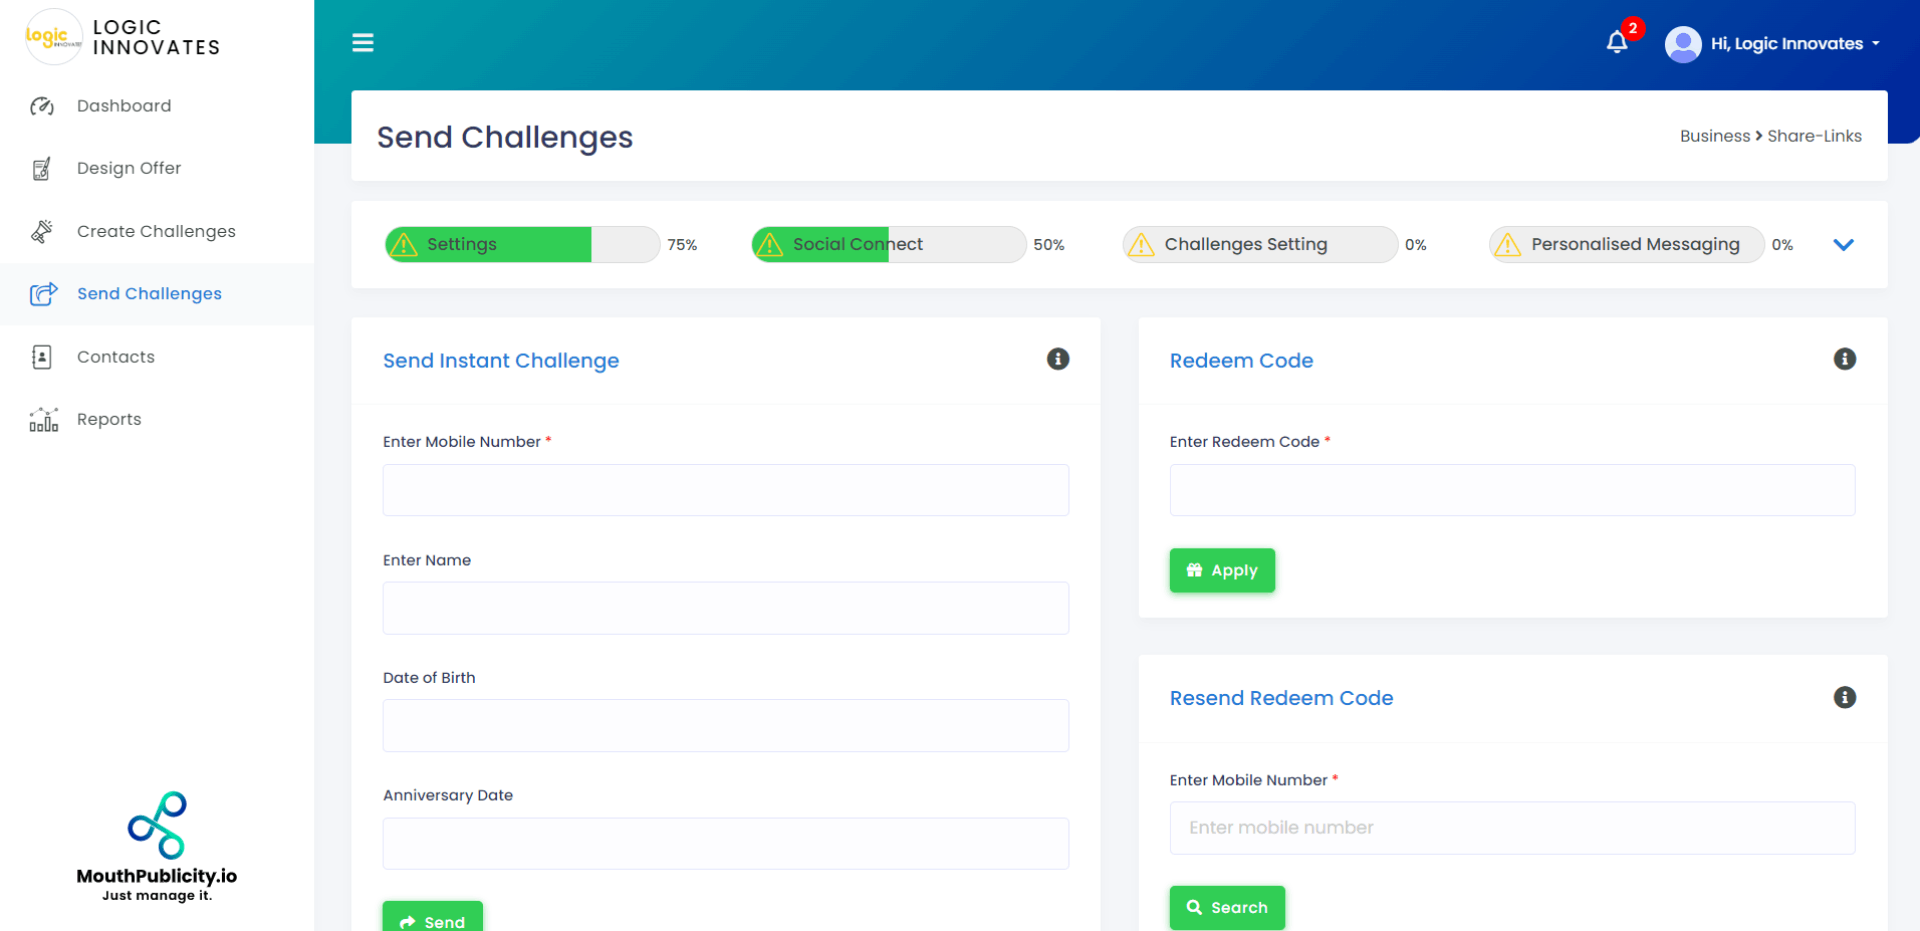 logic
INNOVATES
LOGIC
INNOVATES
2
Hi, Logic Innovates
Dashboard
Design Offer
Create Challenges
Send Challenges
Contacts
Reports
MouthPublicity.io
Just manage it.
Send Challenges
Business > Share-Links
Settings 75%
Social Connect 50%
Challenges Setting 0%
Personalised Messaging 0%
Send Instant Challenge
Enter Mobile Number *
Enter Name
Date of Birth
Anniversary Date
Send
Redeem Code
Enter Redeem Code *
Apply
Resend Redeem Code
Enter Mobile Number *
Enter mobile number
Search